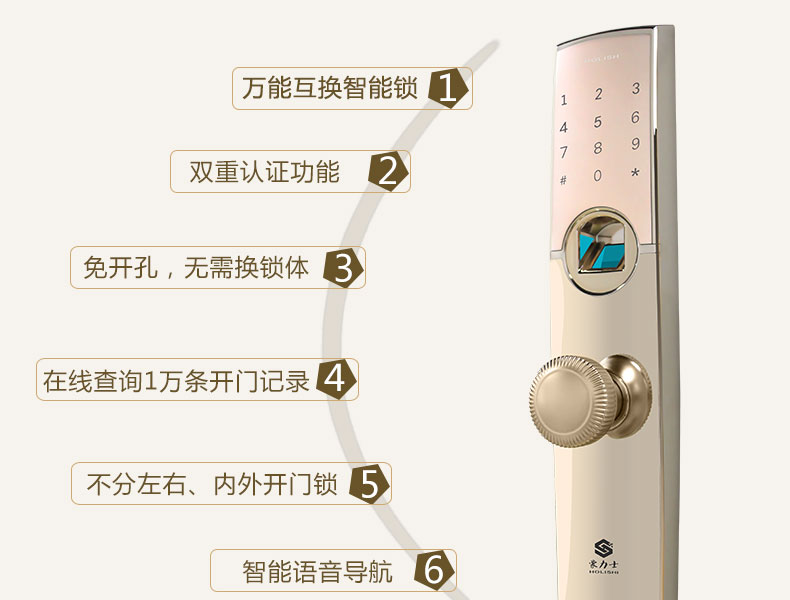 万能互换智能锁 1
双重认证功能 2
免开孔，无需换锁体 3
在线查询1万条开门记录 4
不分左右、内外开门锁 5
智能语音导航 6
HOLISHI
1 2 3
4 5 6
7 8 9
# 0 *
豪力士
HOLISHI